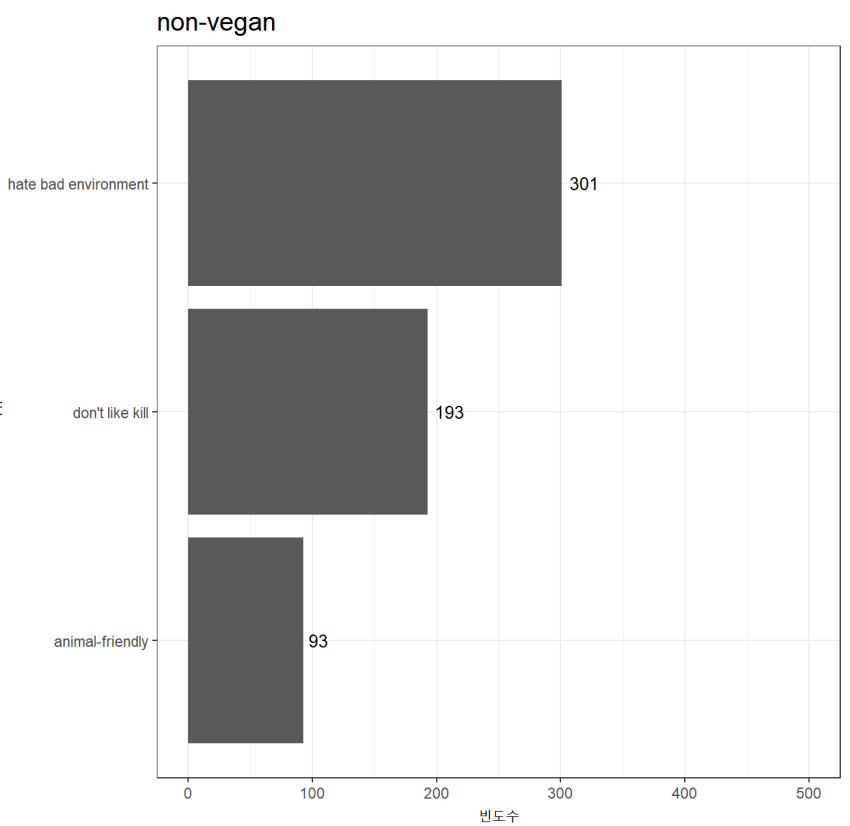 non-vegan
hate bad environment
301
don't like kill
193
animal-friendly
93
0 100 200 300 400 500
빈도수